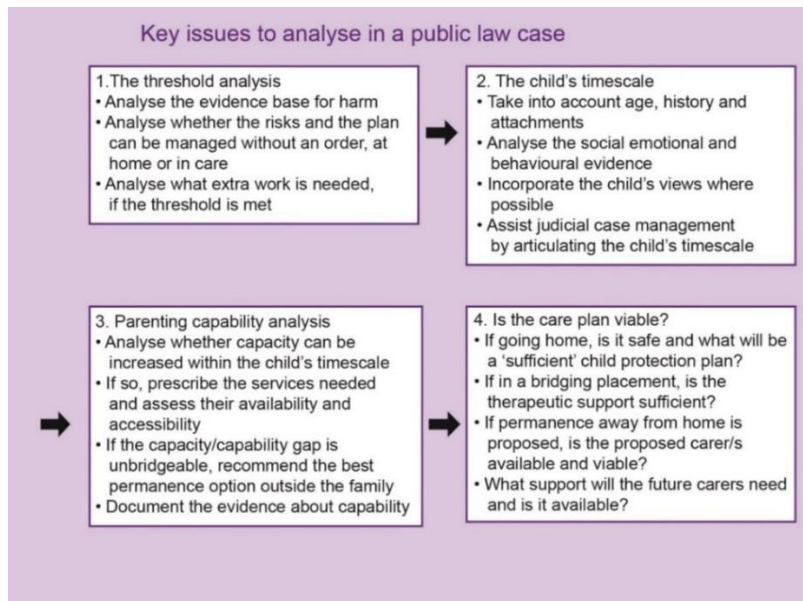 Key issues to analyse in a public law case
1.The threshold analysis
• Analyse the evidence base for harm
• Analyse whether the risks and the plan
can be managed without an order, at
home or in care
• Analyse what extra work is needed,
if the threshold is met
2. The child's timescale
• Take into account age, history and
attachments
• Analyse the social emotional and
behavioural evidence
• Incorporate the child's views where
possible
• Assist judicial case management
by articulating the child's timescale
3. Parenting capability analysis
• Analyse whether capacity can be
increased within the child's timescale
• If so, prescribe the services needed
and assess their availability and
accessibility
• If the capacity/capability gap is
unbridgeable, recommend the best
permanence option outside the family
• Document the evidence about capability
4. Is the care plan viable?
• If going home, is it safe and what will be
a 'sufficient' child protection plan?
• If in a bridging placement, is the
therapeutic support sufficient?
• If permanence away from home is
proposed, is the proposed carer/s
available and viable?
• What support will the future carers need
and is it available?